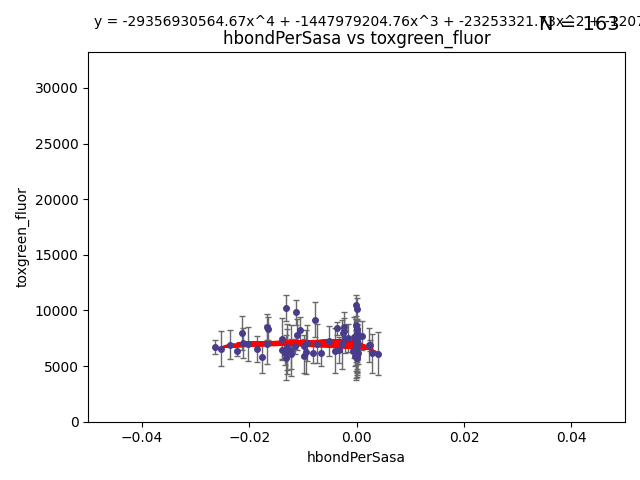 y = -29356930564.67x^4 + -1447979204.76x^3 + -23253321.73x^2 +
N = 163
hbondPerSasa vs toxgreen_fluor
30000
25000
20000
15000
10000
5000
0
toxgreen_fluor
-0.04 -0.02 0.00 0.02 0.04
hbondPerSasa